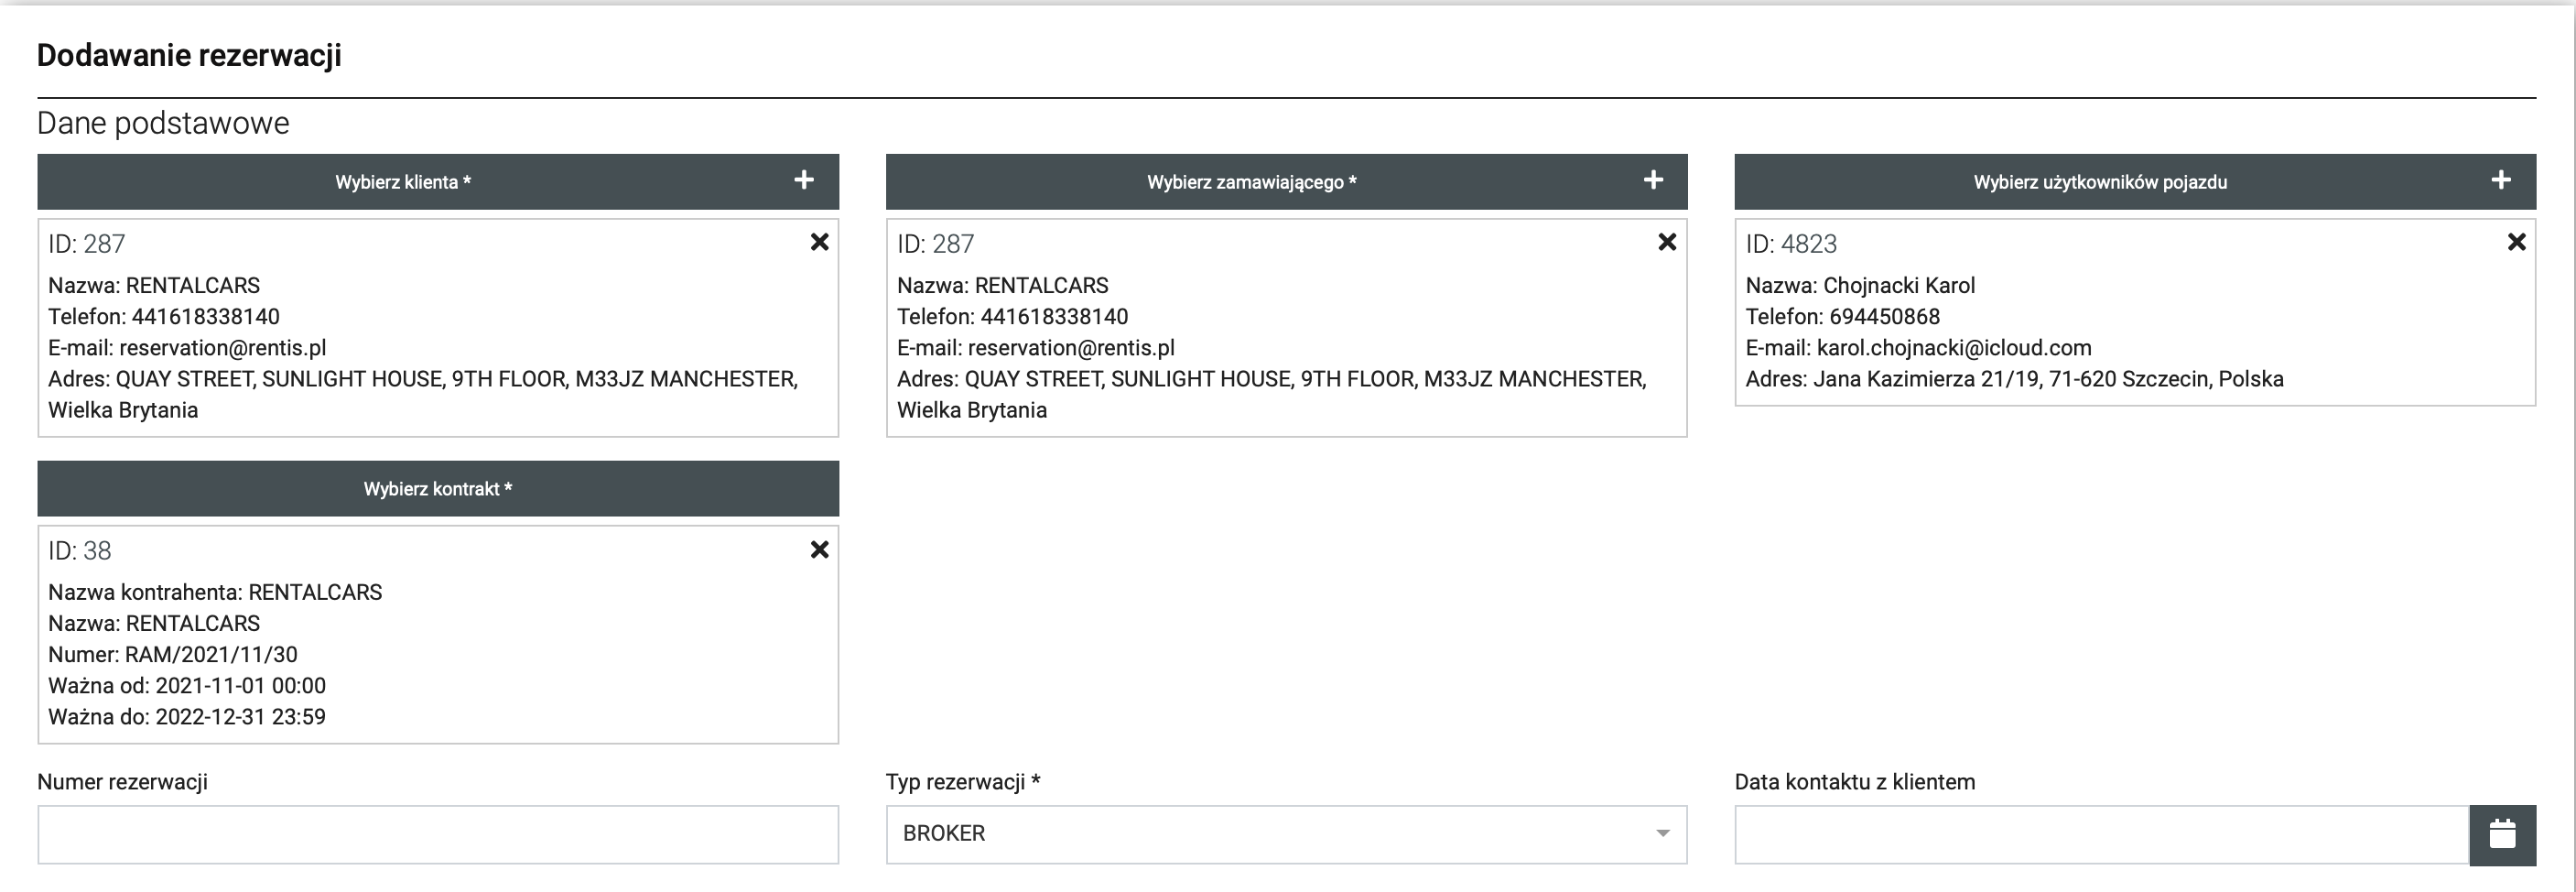 Dodawanie rezerwacji
Dane podstawowe
Wybierz klienta *
ID: 287
Nazwa: RENTALCARS
Telefon: 441618338140
E-mail: reservation@rentis.pl
Adres: QUAY STREET, SUNLIGHT HOUSE, 9TH FLOOR, M33JZ MANCHESTER,
Wielka Brytania
Wybierz zamawiającego *
ID: 287
Nazwa: RENTALCARS
Telefon: 441618338140
E-mail: reservation@rentis.pl
Adres: QUAY STREET, SUNLIGHT HOUSE, 9TH FLOOR, M33JZ MANCHESTER,
Wielka Brytania
Wybierz użytkowników pojazdu
ID: 4823
Nazwa: Chojnacki Karol
Telefon: 694450868
E-mail: karol.chojnacki@icloud.com
Adres: Jana Kazimierza 21/19, 71-620 Szczecin, Polska
Wybierz kontrakt *
ID: 38
Nazwa kontrahenta: RENTALCARS
Nazwa: RENTALCARS
Numer: RAM/2021/11/30
Ważna od: 2021-11-01 00:00
Ważna do: 2022-12-31 23:59
Numer rezerwacji
Typ rezerwacji *
BROKER
Data kontaktu z klientem